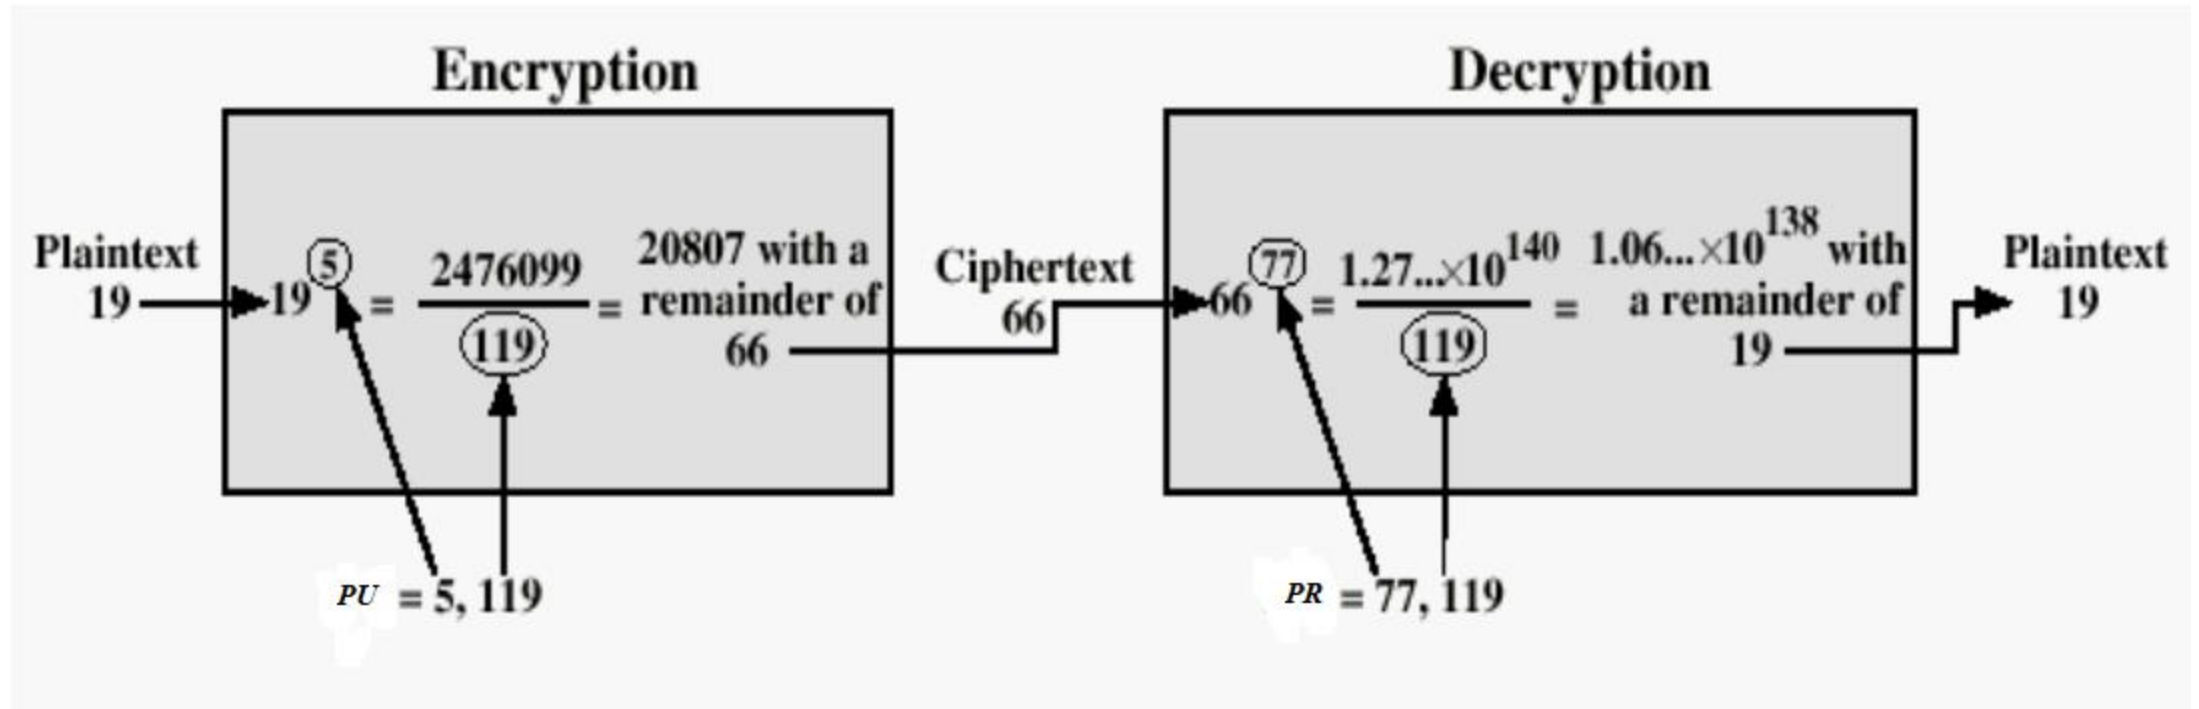 Encryption
Plaintext
19
19^5 = 2476099 / 119 = 20807 with a remainder of 66
PU = 5, 119
Ciphertext
66
Decryption
66^77 = 1.27...×10^140 / 119 = 1.06...×10^138 with a remainder of 19
PR = 77, 119
Plaintext
19